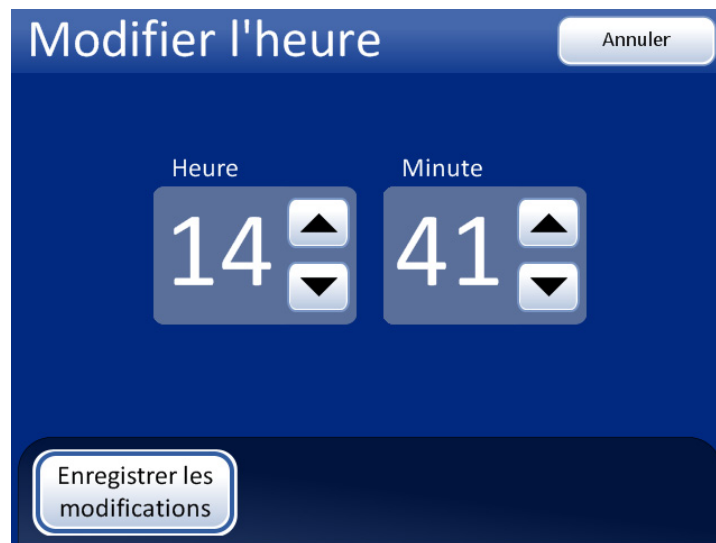 Modifier l'heure
Annuler
Heure
Minute
14
41
Enregistrer les
modifications